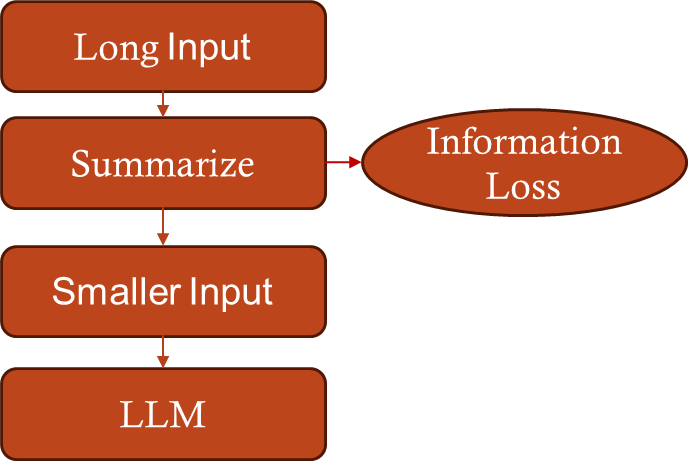 Long Input
Summarize
Information
Loss
Smaller Input
LLM